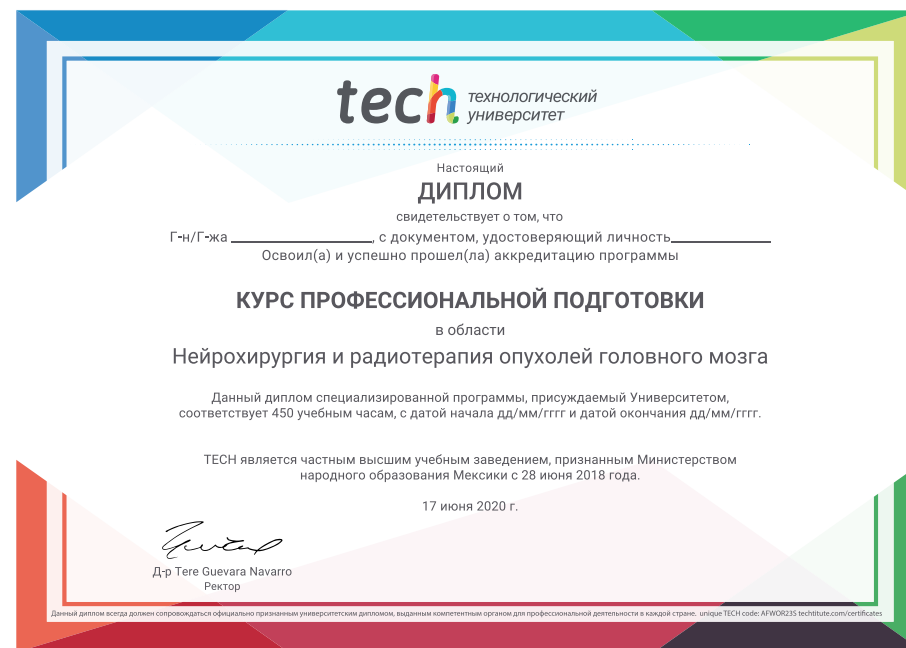 tech технологический
университет
Настоящий
ДИПЛОМ
свидетельствует о том, что
Г-н/Г-жа ____________________, с документом, удостоверяющий личность______________
Освоил(а) и успешно прошел(ла) аккредитацию программы
КУРС ПРОФЕССИОНАЛЬНОЙ ПОДГОТОВКИ
в области
Нейрохирургия и радиотерапия опухолей головного мозга
Данный диплом специализированной программы, присуждаемый Университетом,
соответствует 450 учебным часам, с датой начала дд/мм/гггг и датой окончания дд/мм/гггг.
TECH является частным высшим учебным заведением, признанным Министерством
народного образования Мексики с 28 июня 2018 года.
17 июня 2020 г.
Д-р Tere Guevara Navarro
Ректор
Данный диплом всегда должен сопровождаться официально признанным университетским дипломом, выданным компетентным органом для профессиональной деятельности в каждой стране. unique TECH code: AFWOR23S techtitute.com/certificates